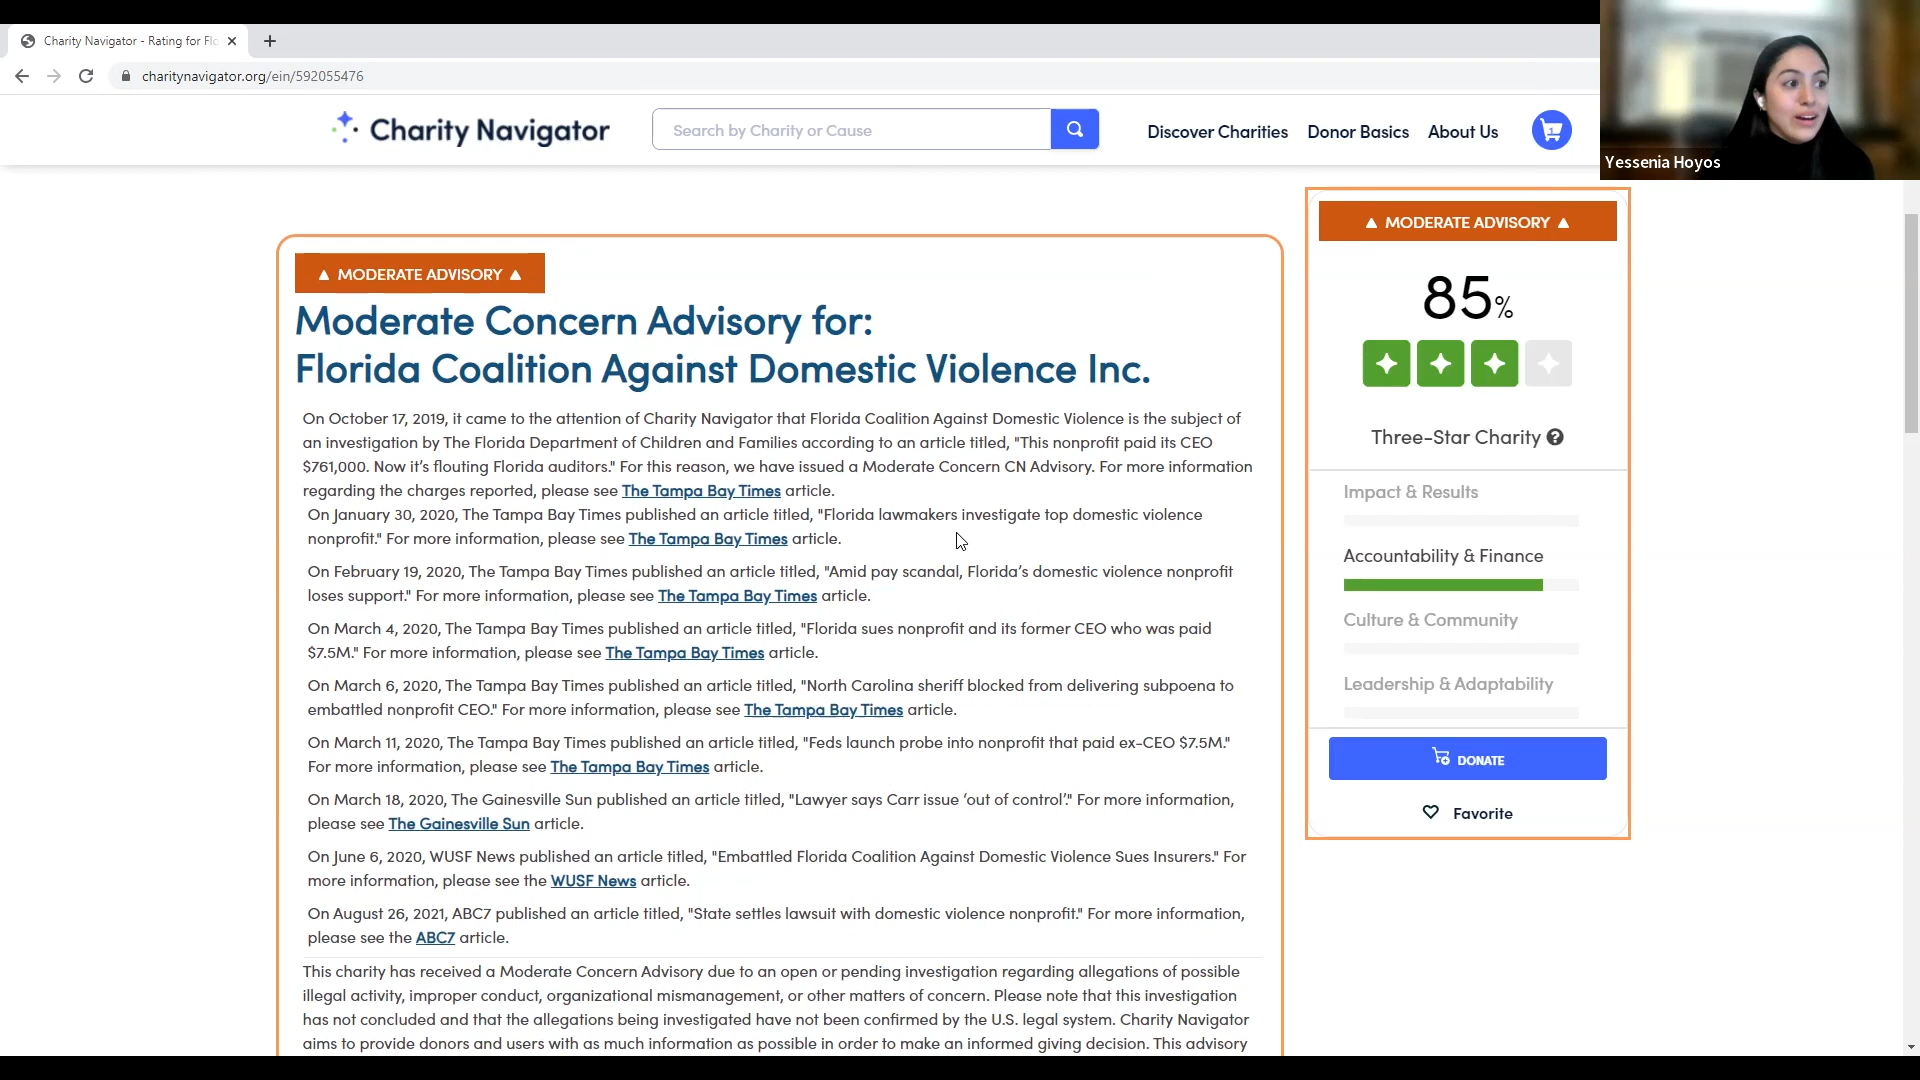 Charity Navigator - Rating for Flo
charitynavigator.org/ein/592055476
Charity Navigator
Search by Charity or Cause
Discover Charities
Donor Basics
About Us
1
Yessenia Hoyos
MODERATE ADVISORY
Moderate Concern Advisory for:
Florida Coalition Against Domestic Violence Inc.
On October 17, 2019, it came to the attention of Charity Navigator that Florida Coalition Against Domestic Violence is the subject of
an investigation by The Florida Department of Children and Families according to an article titled, "This nonprofit paid its CEO
$761,000. Now it’s flouting Florida auditors." For this reason, we have issued a Moderate Concern CN Advisory. For more information
regarding the charges reported, please see The Tampa Bay Times article.
On January 30, 2020, The Tampa Bay Times published an article titled, "Florida lawmakers investigate top domestic violence
nonprofit." For more information, please see The Tampa Bay Times article.
On February 19, 2020, The Tampa Bay Times published an article titled, "Amid pay scandal, Florida’s domestic violence nonprofit
loses support." For more information, please see The Tampa Bay Times article.
On March 4, 2020, The Tampa Bay Times published an article titled, "Florida sues nonprofit and its former CEO who was paid
$7.5M." For more information, please see The Tampa Bay Times article.
On March 6, 2020, The Tampa Bay Times published an article titled, "North Carolina sheriff blocked from delivering subpoena to
embattled nonprofit CEO." For more information, please see The Tampa Bay Times article.
On March 11, 2020, The Tampa Bay Times published an article titled, "Feds launch probe into nonprofit that paid ex-CEO $7.5M."
For more information, please see The Tampa Bay Times article.
On March 18, 2020, The Gainesville Sun published an article titled, "Lawyer says Carr issue ‘out of control’." For more information,
please see The Gainesville Sun article.
On June 6, 2020, WUSF News published an article titled, "Embattled Florida Coalition Against Domestic Violence Sues Insurers." For
more information, please see the WUSF News article.
On August 26, 2021, ABC7 published an article titled, "State settles lawsuit with domestic violence nonprofit." For more information,
please see the ABC7 article.
This charity has received a Moderate Concern Advisory due to an open or pending investigation regarding allegations of possible
illegal activity, improper conduct, organizational mismanagement, or other matters of concern. Please note that this investigation
has not concluded and that the allegations being investigated have not been confirmed by the U.S. legal system. Charity Navigator
aims to provide donors and users with as much information as possible in order to make an informed giving decision. This advisory
MODERATE ADVISORY
85%
Three-Star Charity ?
Impact & Results
Accountability & Finance
Culture & Community
Leadership & Adaptability
DONATE
Favorite